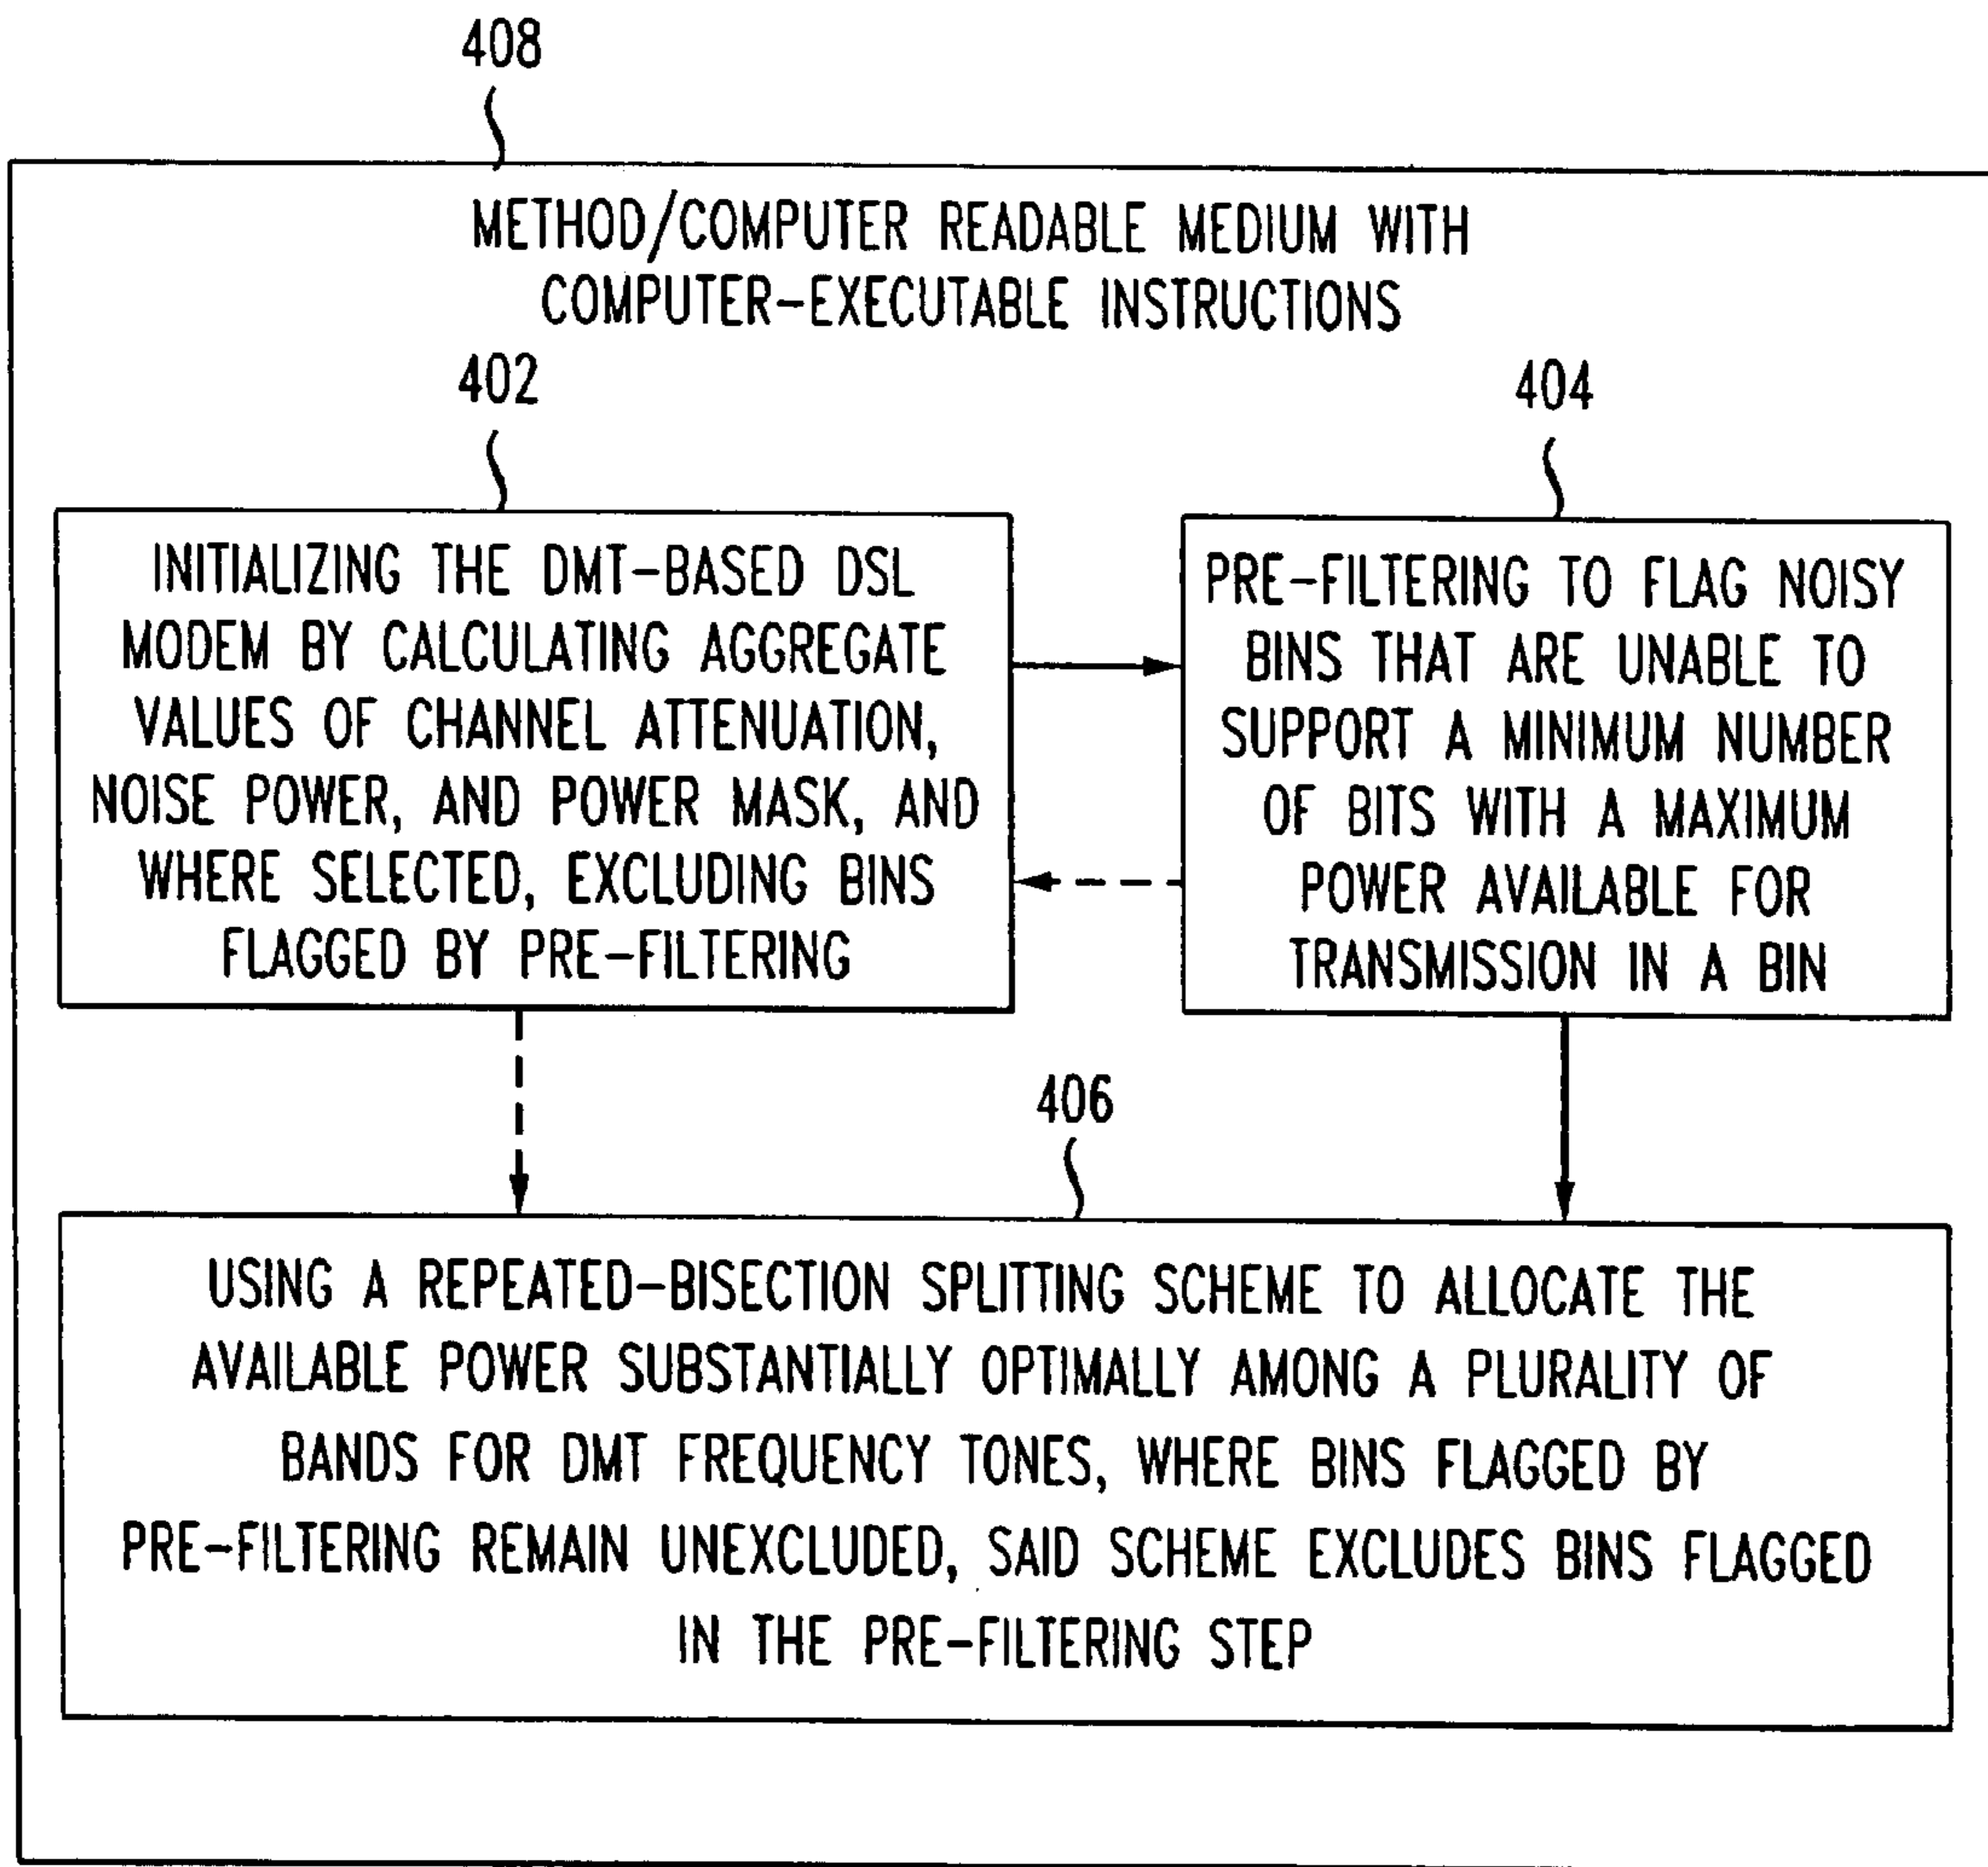 408
METHOD/COMPUTER READABLE MEDIUM WITH
COMPUTER-EXECUTABLE INSTRUCTIONS
402
INITIALIZING THE DMT-BASED DSL
MODEM BY CALCULATING AGGREGATE
VALUES OF CHANNEL ATTENUATION,
NOISE POWER, AND POWER MASK, AND
WHERE SELECTED, EXCLUDING BINS
FLAGGED BY PRE-FILTERING
404
PRE-FILTERING TO FLAG NOISY
BINS THAT ARE UNABLE TO
SUPPORT A MINIMUM NUMBER
OF BITS WITH A MAXIMUM
POWER AVAILABLE FOR
TRANSMISSION IN A BIN
406
USING A REPEATED-BISECTION SPLITTING SCHEME TO ALLOCATE THE
AVAILABLE POWER SUBSTANTIALLY OPTIMALLY AMONG A PLURALITY OF
BANDS FOR DMT FREQUENCY TONES, WHERE BINS FLAGGED BY
PRE-FILTERING REMAIN UNEXCLUDED, SAID SCHEME EXCLUDES BINS FLAGGED
IN THE PRE-FILTERING STEP